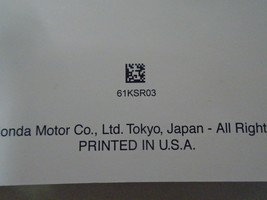 61KSR03
onda Motor Co., Ltd. Tokyo, Japan - All Right
PRINTED IN U.S.A.